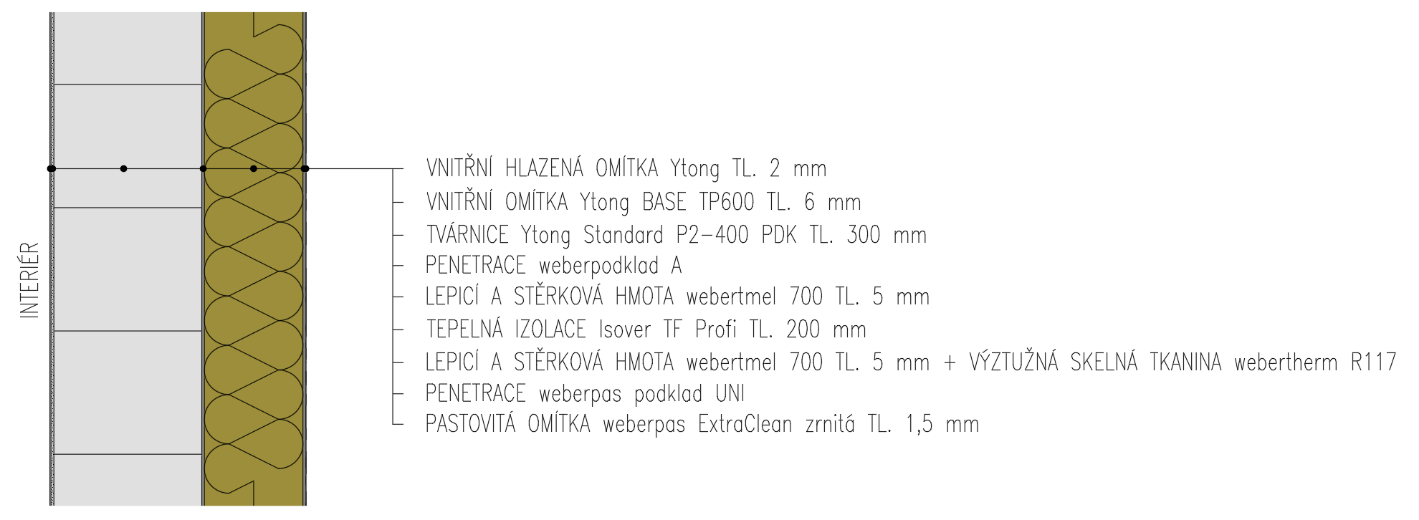 INTERIÉR
VNITŘNÍ HLAZENÁ OMÍTKA Ytong TL. 2 mm
VNITŘNÍ OMÍTKA Ytong BASE TP600 TL. 6 mm
TVÁRNICE Ytong Standard P2-400 PDK TL. 300 mm
PENETRACE weberpodklad A
LEPICÍ A STĚRKOVÁ HMOTA webertmel 700 TL. 5 mm
TEPELNÁ IZOLACE Isover TF Profi TL. 200 mm
LEPICÍ A STĚRKOVÁ HMOTA webertmel 700 TL. 5 mm + VÝZTUŽNÁ SKELNÁ TKANINA webertherm R117
PENETRACE weberpas podklad UNI
PASTOVITÁ OMÍTKA weberpas ExtraClean zrnitá TL. 1,5 mm